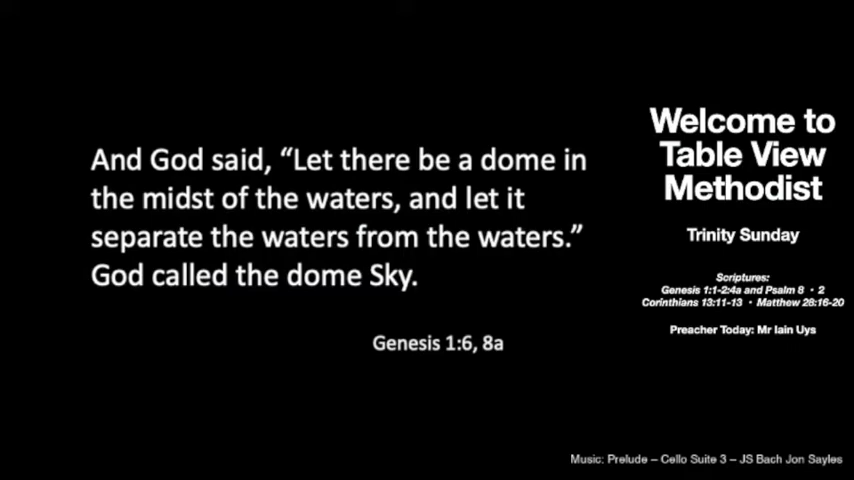 And God said, “Let there be a dome in
the midst of the waters, and let it
separate the waters from the waters.”
God called the dome Sky.
Genesis 1:6, 8a
Welcome to
Table View
Methodist
Trinity Sunday
Scriptures:
Genesis 1:1-2:4a and Psalm 8 • 2
Corinthians 13:11-13 • Matthew 28:16-20
Preacher Today: Mr Iain Uys
Music: Prelude – Cello Suite 3 – JS Bach Jon Sayles